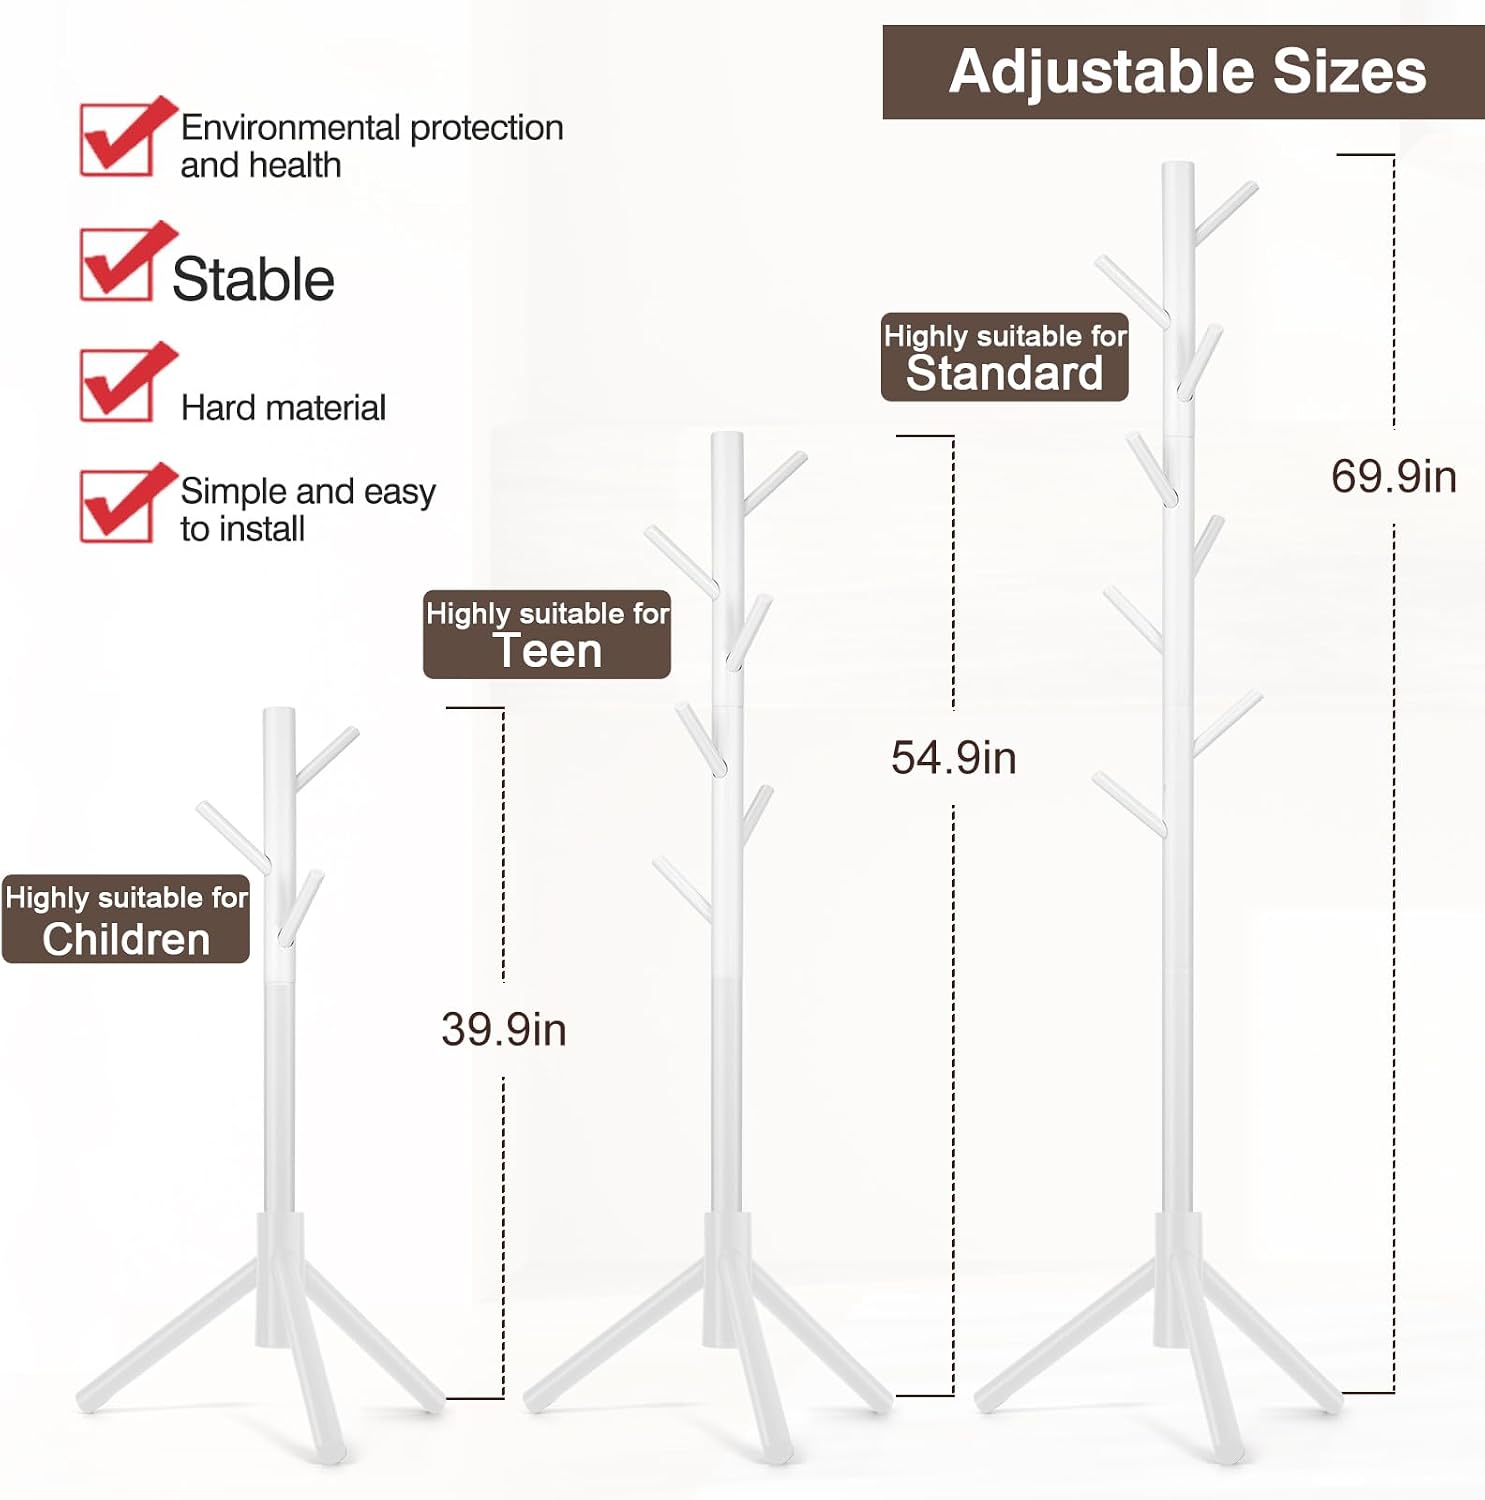 Adjustable Sizes
Environmental protection
and health
Stable
Hard material
Simple and easy
to install
Highly suitable for
Standard
69.9in
Highly suitable for
Teen
54.9in
Highly suitable for
Children
39.9in